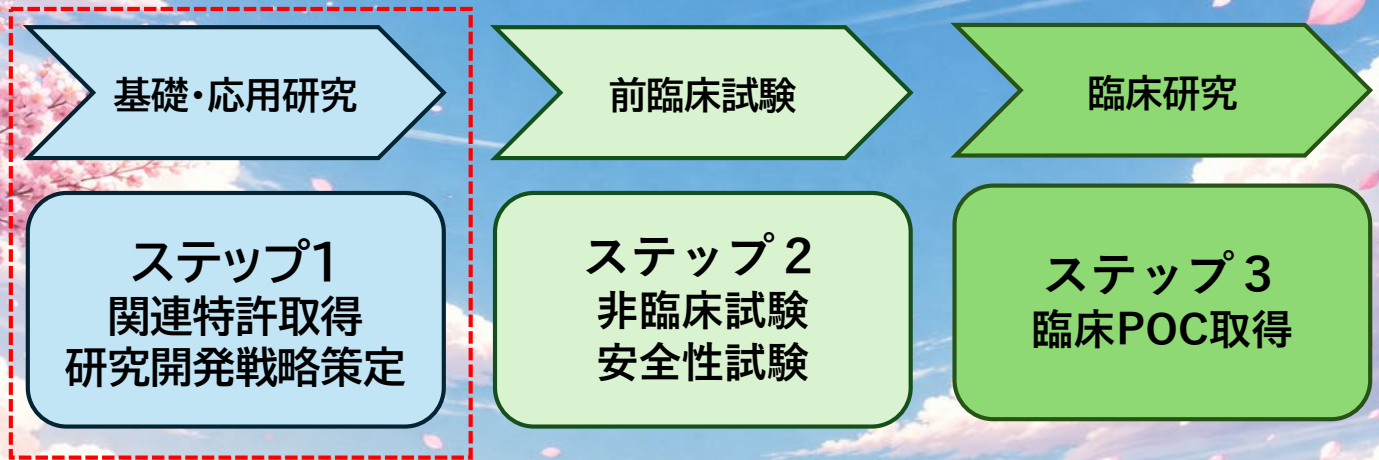 基礎・応用研究
前臨床試験
臨床研究
ステップ1
関連特許取得
研究開発戦略策定
ステップ２
非臨床試験
安全性試験
ステップ３
臨床POC取得